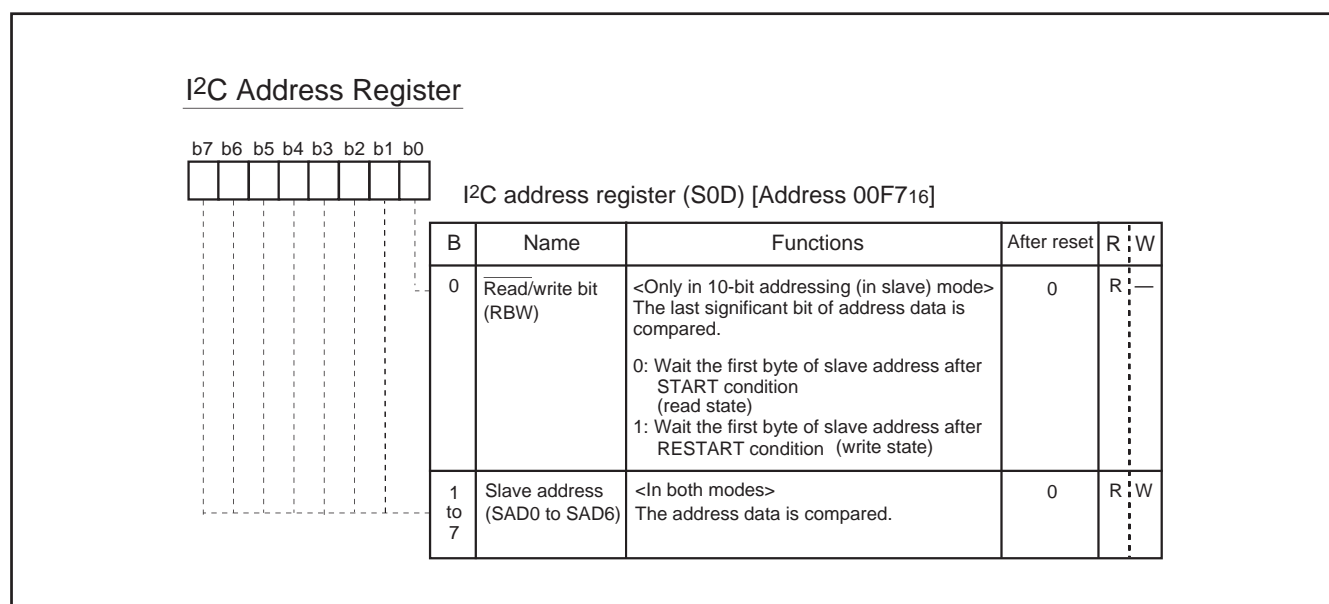 I2C Address Register
b7 b6 b5 b4 b3 b2 b1 b0
I2C address register (S0D) [Address 00F716]
B Name Functions After reset R W
0 Read/write bit (RBW) <Only in 10-bit addressing (in slave) mode> 0 R —
The last significant bit of address data is
compared.
0: Wait the first byte of slave address after
START condition
(read state)
1: Wait the first byte of slave address after
RESTART condition (write state)
1 to 7 Slave address (SAD0 to SAD6) <In both modes> 0 R W
The address data is compared.